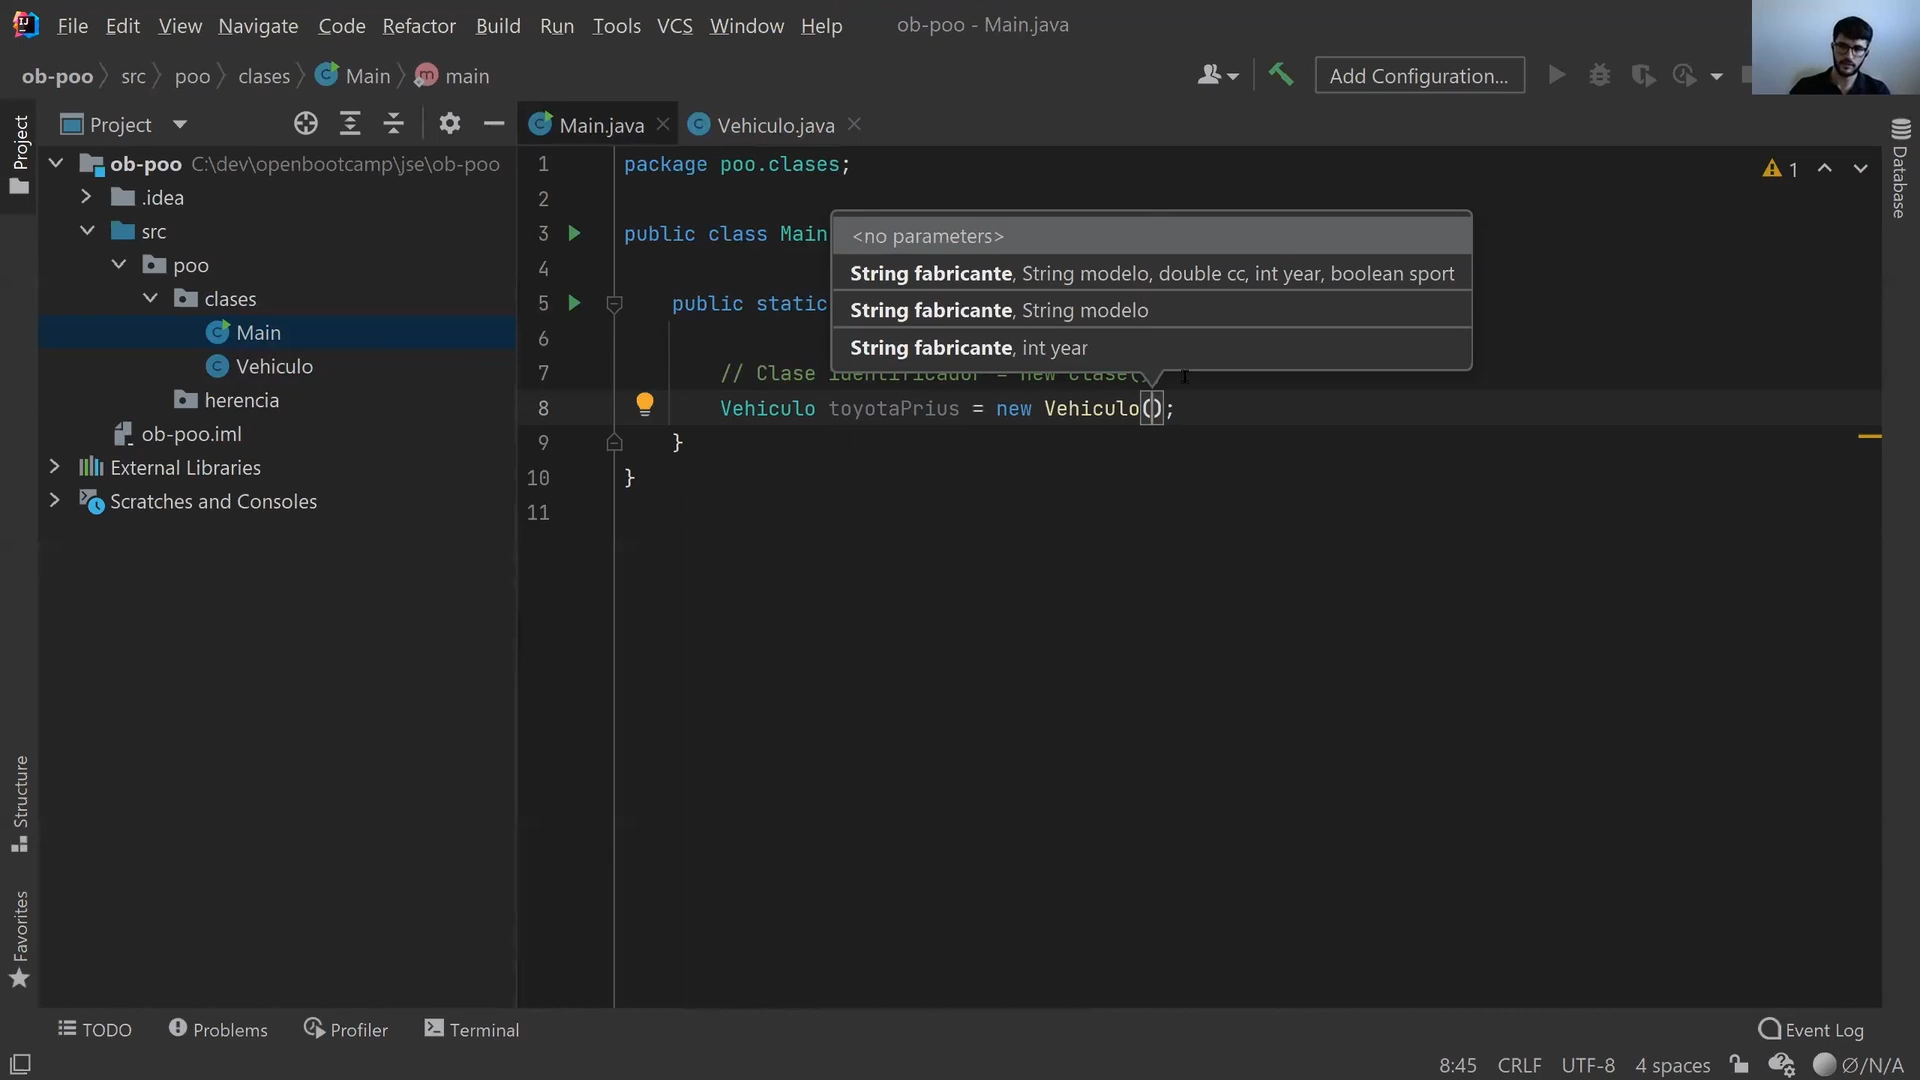 File Edit View Navigate Code Refactor Build Run Tools VCS Window Help ob-poo - Main.java
ob-poo src poo clases Main main Add Configuration...
Project Main.java Vehiculo.java
Project
ob-poo C:\dev\openbootcamp\jse\ob-poo
.idea
src
poo
clases
Main
Vehiculo
herencia
ob-poo.iml
External Libraries
Scratches and Consoles
1 package poo.clases;
2
3 public class Main
4
5 public static
6
7 // Clase identificador = new clase()
8 Vehiculo toyotaPrius = new Vehiculo();
9 }
10 }
11
<no parameters>
String fabricante, String modelo, double cc, int year, boolean sport
String fabricante, String modelo
String fabricante, int year
1
Database
Structure
Favorites
TODO Problems Profiler Terminal Event Log
8:45 CRLF UTF-8 4 spaces Ø/N/A